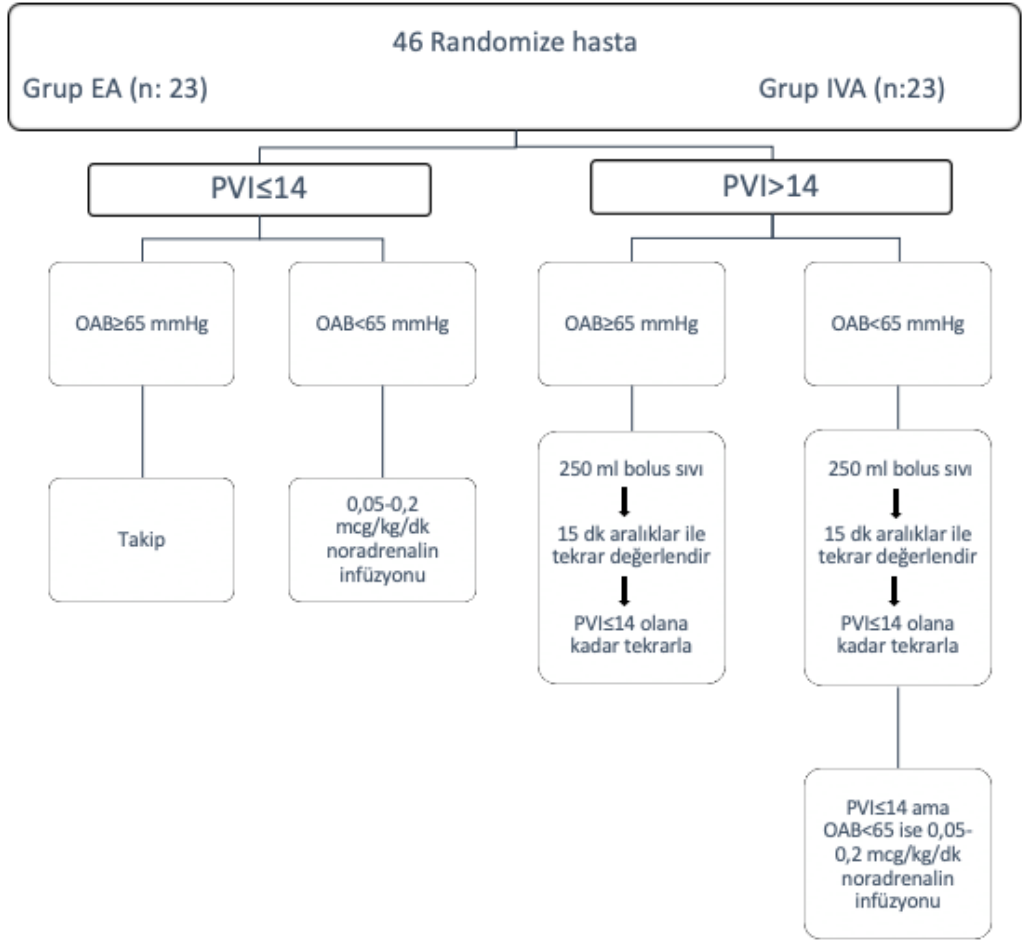 46 Randomize hasta
Grup EA (n: 23)
Grup IVA (n:23)
PVI≤14
PVI>14
OAB≥65 mmHg
OAB<65 mmHg
OAB≥65 mmHg
OAB<65 mmHg
Takip
0,05-0,2
mcg/kg/dk
noradrenalin
infüzyonu
250 ml bolus sıvı
15 dk aralıklar ile
tekrar değerlendir
PVI≤14 olana
kadar tekrarla
250 ml bolus sıvı
15 dk aralıklar ile
tekrar değerlendir
PVI≤14 olana
kadar tekrarla
PVI≤14 ama
OAB<65 ise 0,05-
0,2 mcg/kg/dk
noradrenalin
infüzyonu